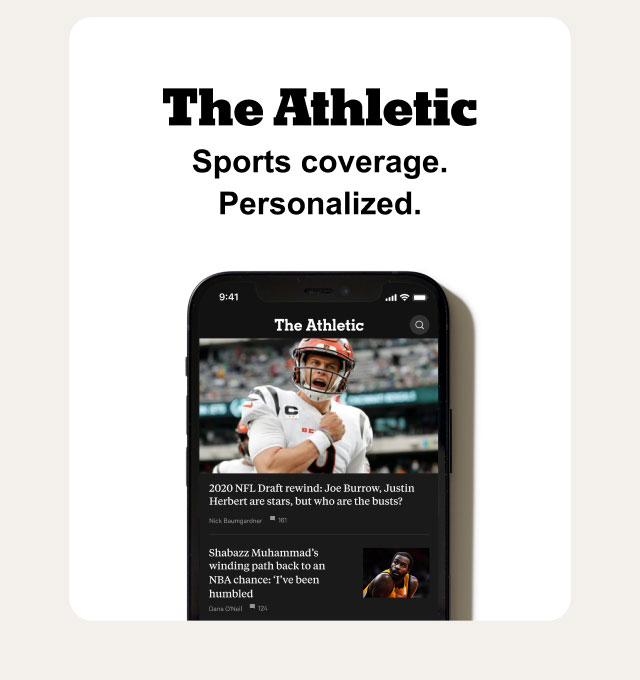 The Athletic
Sports coverage.
Personalized.
9:41
The Athletic
C
2020 NFL Draft rewind: Joe Burrow, Justin
Herbert are stars, but who are the busts?
Nick Baumgardner 161
Shabazz Muhammad’s
winding path back to an
NBA chance: ‘I’ve been
humbled
Dana O'Neil 124